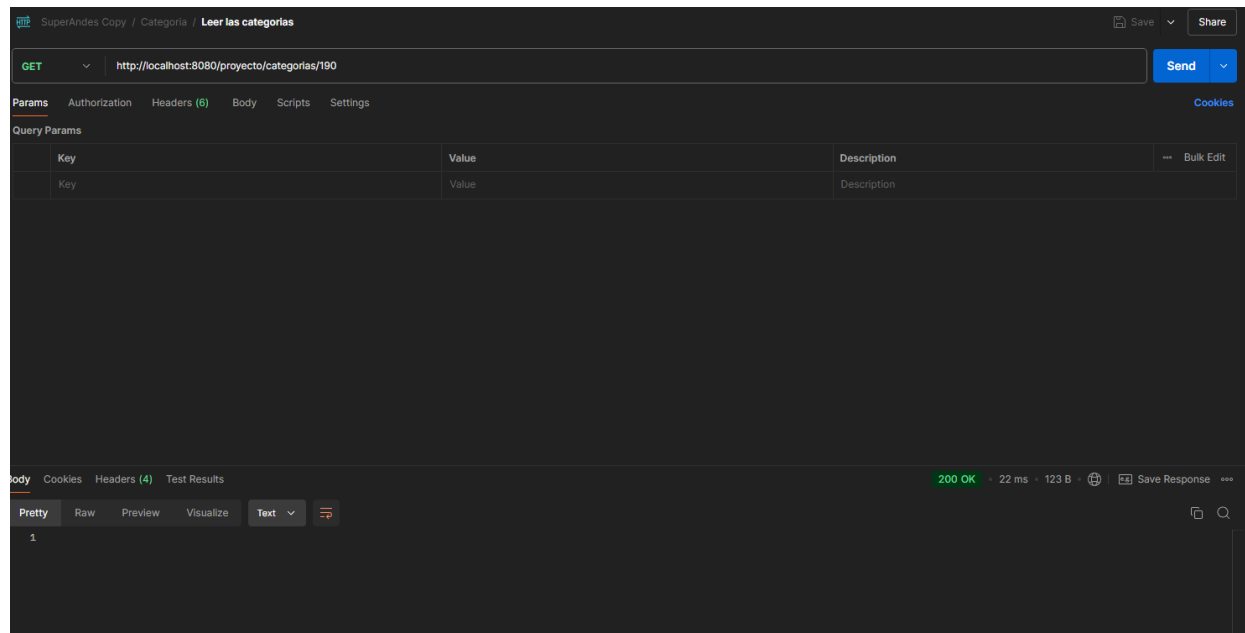 HTTP SuperAndes Copy / Categoria / Leer las categorias Save Share
GET http://localhost:8080/proyecto/categorias/190 Send
Params Authorization Headers (6) Body Scripts Settings Cookies
Query Params
Key Value Description Bulk Edit
Key Value Description
Body Cookies Headers (4) Test Results 200 OK 22 ms 123 B e.g. Save Response
Pretty Raw Preview Visualize Text
1